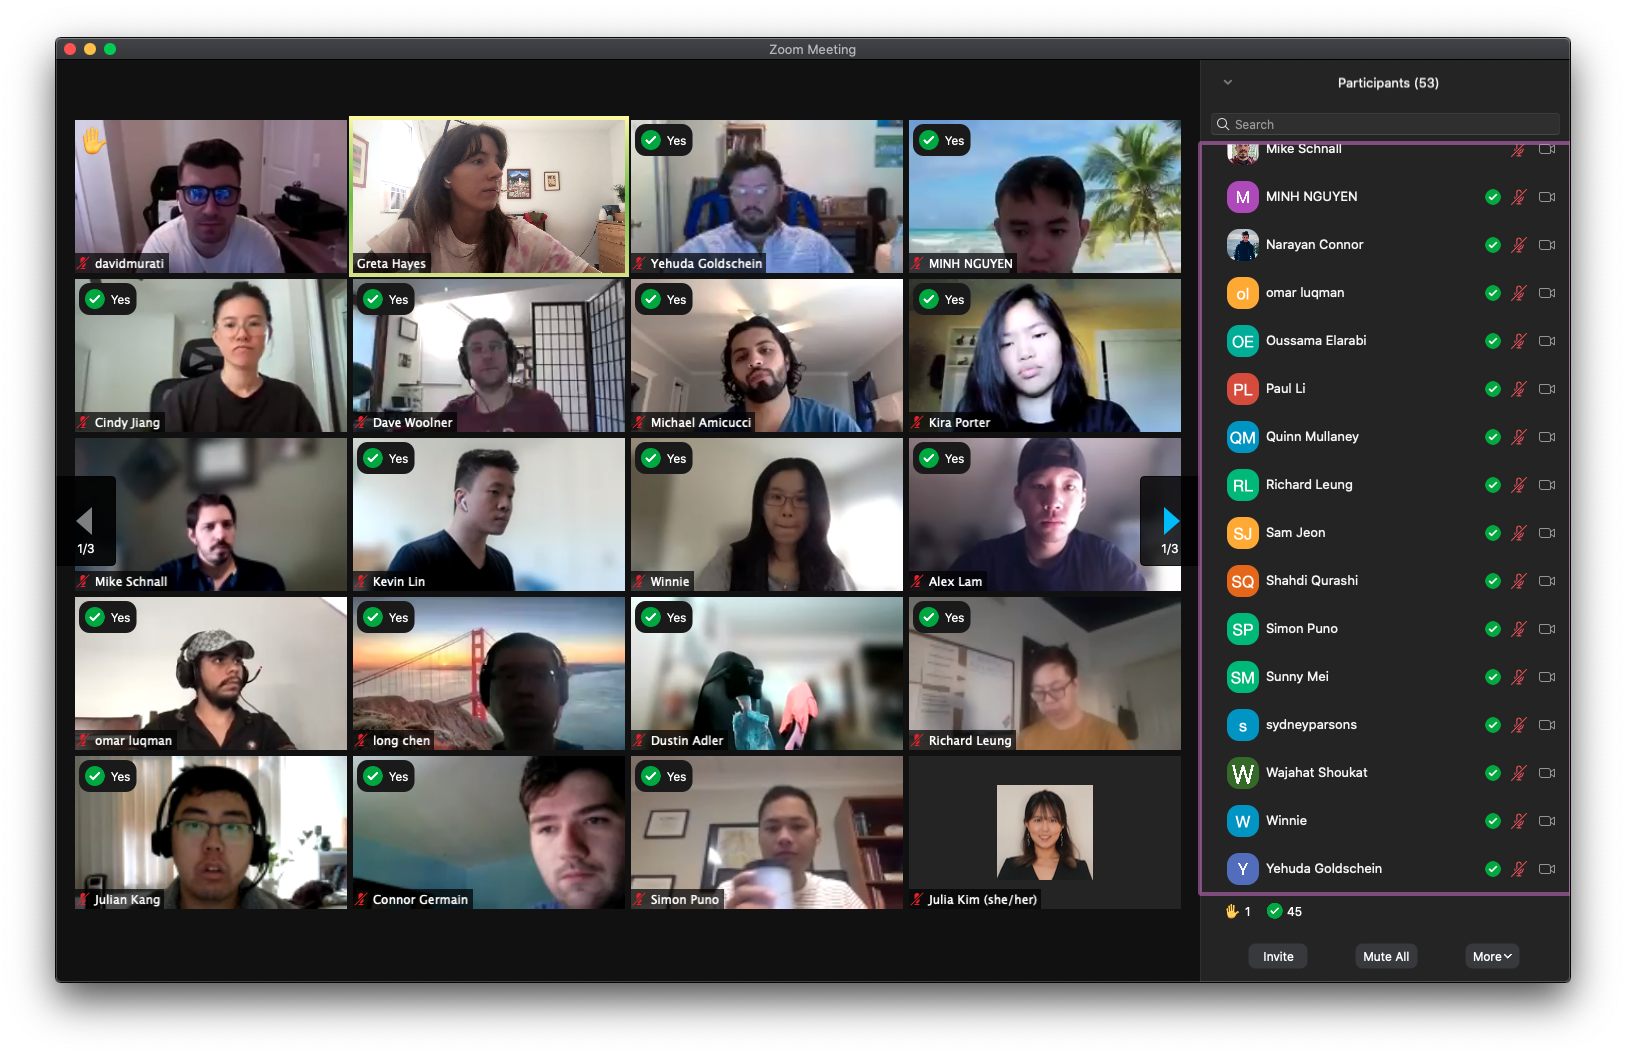 Zoom Meeting
davidmurati
Greta Hayes
Yes
Yehuda Goldschein
Yes
MINH NGUYEN
Yes
Cindy Jiang
Yes
Dave Woolner
Yes
Michael Amicucci
Yes
Kira Porter
1/3
Mike Schnall
Yes
Kevin Lin
Yes
Winnie
Yes
Alex Lam
1/3
Yes
omar luqman
Yes
long chen
Yes
Dustin Adler
Yes
Richard Leung
Yes
Julian Kang
Yes
Connor Germain
Yes
Simon Puno
Julia Kim (she/her)
Participants (53)
Search
Mike Schnall
M MINH NGUYEN
Narayan Connor
ol omar luqman
OE Oussama Elarabi
PL Paul Li
QM Quinn Mullaney
RL Richard Leung
SJ Sam Jeon
SQ Shahdi Qurashi
SP Simon Puno
SM Sunny Mei
s sydneyparsons
W Wajahat Shoukat
W Winnie
Y Yehuda Goldschein
1 45
Invite Mute All More